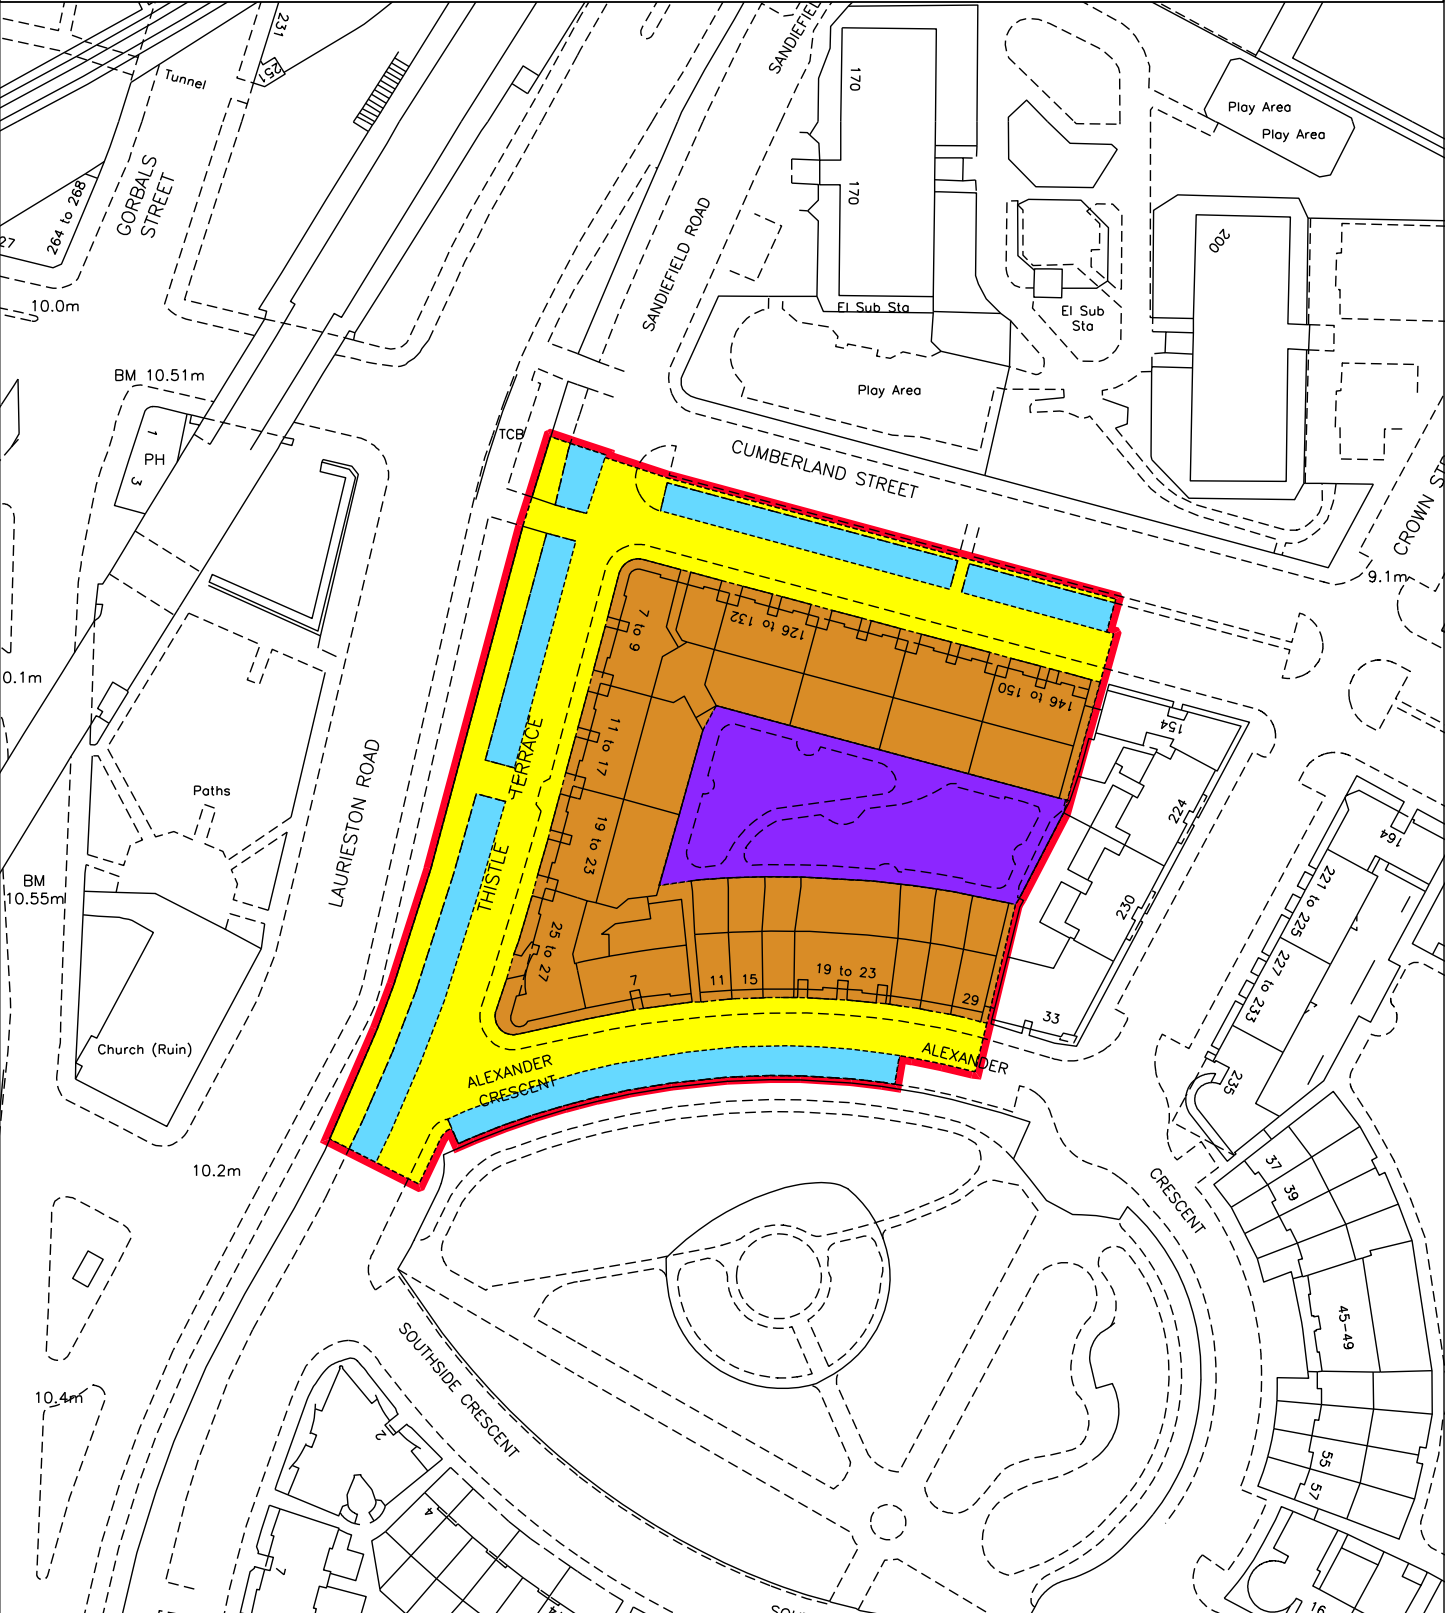 231
251
Tunnel
SANDIEFIEL
170
Play Area
Play Area
GORBALS
STREET
264 to 268
27
170
SANDIEFIELD ROAD
200
10.0m
El Sub Sta
El Sub
Sta
BM 10.51m
Play Area
1
PH
3
TCB
CUMBERLAND STREET
CROWN STR
9.1m
7 to 9
126 to 132
146 to 150
0.1m
154
11 to 17
TERRACE
LAURIESTON ROAD
Paths
224
164
19 to 23
THISTLE
BM
10.55m
221 to 225
230
25 to 27
227 to 233
7
11
15
19 to 23
29
33
Church (Ruin)
ALEXANDER
CRESCENT
ALEXANDER
235
10.2m
37
39
CRESCENT
45-49
SOUTHSIDE CRESCENT
10.4m
2
55
57
4
7
16